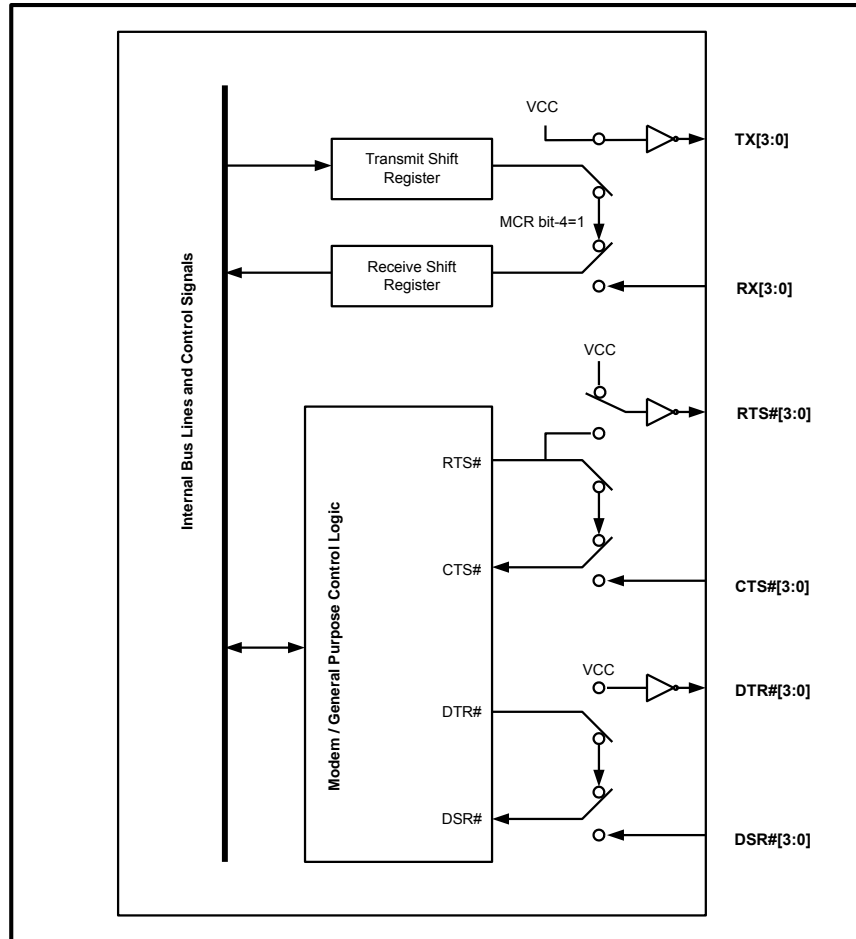 VCC
TX[3:0]
Transmit Shift
Register
MCR bit-4=1
Receive Shift
Register
RX[3:0]
Internal Bus Lines and Control Signals
VCC
RTS#[3:0]
Modem / General Purpose Control Logic
RTS#
CTS#
CTS#[3:0]
VCC
DTR#[3:0]
DTR#
DSR#
DSR#[3:0]